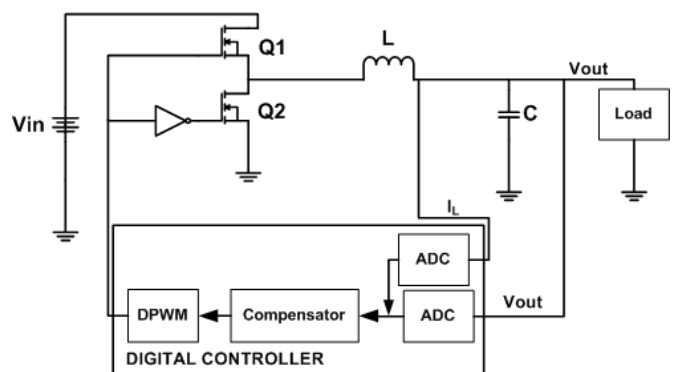 Q1
L
Vout
Vin
Q2
C
Load
IL
ADC
Vout
DPWM
Compensator
ADC
DIGITAL CONTROLLER